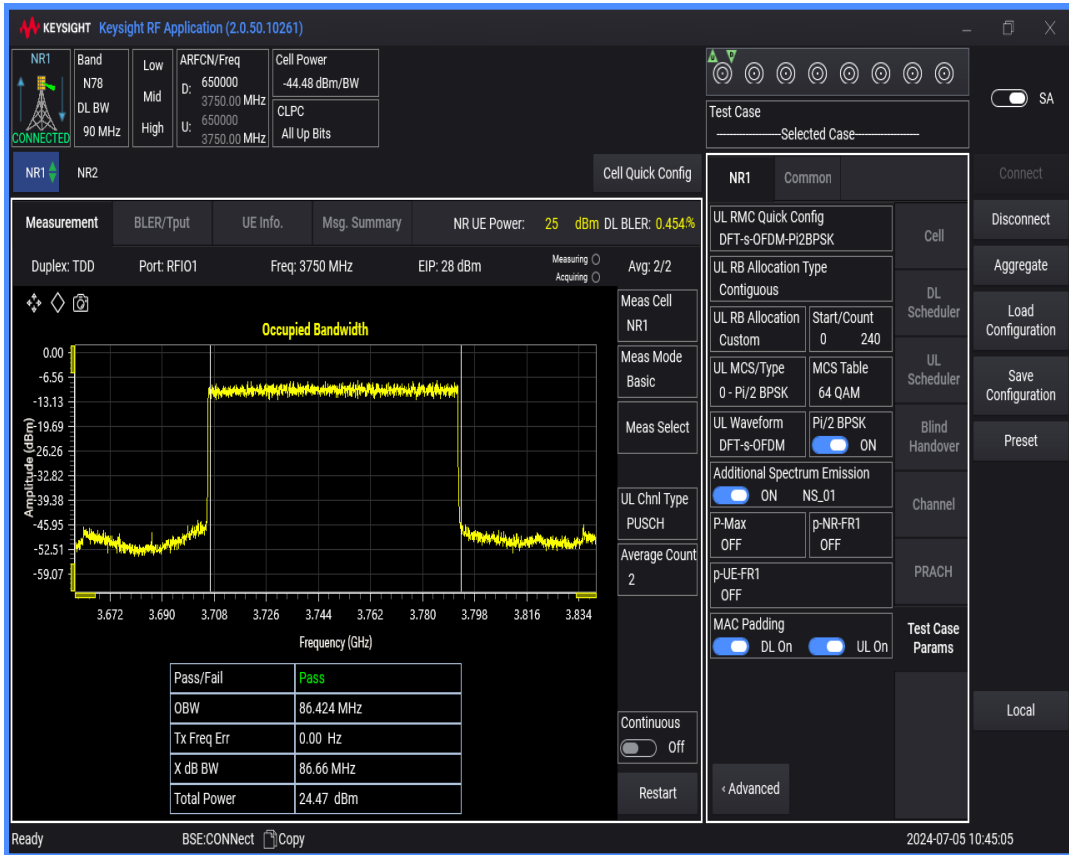 KEYSIGHT Keysight RF Application (2.0.50.10261)
NR1
CONNECTED
Band
N78
DL BW
90 MHz
Low
Mid
High
ARFCN/Freq
D: 650000
3750.00 MHz
U: 650000
3750.00 MHz
Cell Power
-44.48 dBm/BW
CLPC
All Up Bits
Test Case
Selected Case
SA
NR1 NR2 Cell Quick Config
Measurement BLER/Tput UE Info. Msg. Summary NR UE Power: 25 dBm DL BLER: 0.454%
Duplex: TDD Port: RFIO1 Freq: 3750 MHz EIP: 28 dBm Measuring Avg: 2/2
Acquiring
Occupied Bandwidth
Amplitude (dBm)
0.00
-6.56
-13.13
-19.69
-26.26
-32.82
-39.38
-45.95
-52.51
-59.07
3.672 3.690 3.708 3.726 3.744 3.762 3.780 3.798 3.816 3.834
Frequency (GHz)
Pass/Fail Pass
OBW 86.424 MHz
Tx Freq Err 0.00 Hz
X dB BW 86.66 MHz
Total Power 24.47 dBm
Meas Cell
NR1
Meas Mode
Basic
Meas Select
UL Chnl Type
PUSCH
Average Count
2
Continuous
Off
Restart
NR1 Common
UL RMC Quick Config
DFT-s-OFDM-Pi2BPSK
UL RB Allocation Type
Contiguous
UL RB Allocation
Custom
Start/Count
0 240
UL MCS/Type
0 - Pi/2 BPSK
MCS Table
64 QAM
UL Waveform
DFT-s-OFDM
Pi/2 BPSK
ON
Additional Spectrum Emission
ON NS_01
P-Max
OFF
p-NR-FR1
OFF
p-UE-FR1
OFF
MAC Padding
DL On UL On
‹ Advanced
Cell
DL
Scheduler
UL
Scheduler
Blind
Handover
Channel
PRACH
Test Case
Params
Connect
Disconnect
Aggregate
Load
Configuration
Save
Configuration
Preset
Local
Ready BSE:CONNect Copy 2024-07-05 10:45:05